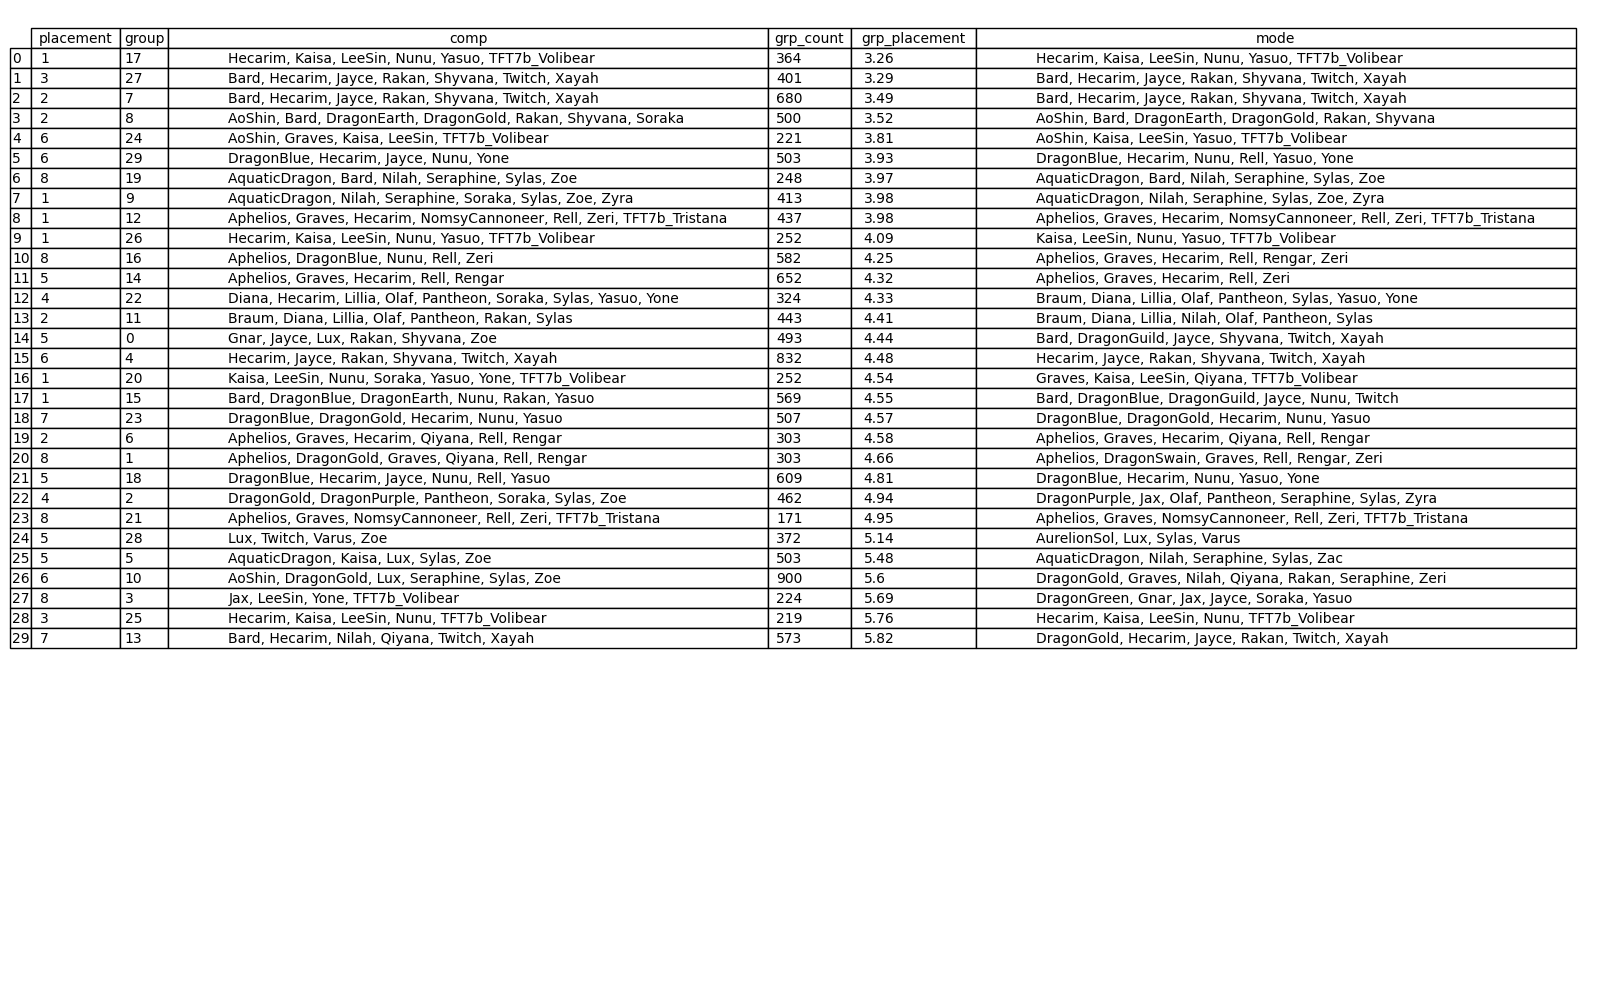 placement group comp grp_count grp_placement mode
0 1 17 Hecarim, Kaisa, LeeSin, Nunu, Yasuo, TFT7b_Volibear 364 3.26 Hecarim, Kaisa, LeeSin, Nunu, Yasuo, TFT7b_Volibear
1 3 27 Bard, Hecarim, Jayce, Rakan, Shyvana, Twitch, Xayah 401 3.29 Bard, Hecarim, Jayce, Rakan, Shyvana, Twitch, Xayah
2 2 7 Bard, Hecarim, Jayce, Rakan, Shyvana, Twitch, Xayah 680 3.49 Bard, Hecarim, Jayce, Rakan, Shyvana, Twitch, Xayah
3 2 8 AoShin, Bard, DragonEarth, DragonGold, Rakan, Shyvana, Soraka 500 3.52 AoShin, Bard, DragonEarth, DragonGold, Rakan, Shyvana
4 6 24 AoShin, Graves, Kaisa, LeeSin, TFT7b_Volibear 221 3.81 AoShin, Kaisa, LeeSin, Yasuo, TFT7b_Volibear
5 6 29 DragonBlue, Hecarim, Jayce, Nunu, Yone 503 3.93 DragonBlue, Hecarim, Nunu, Rell, Yasuo, Yone
6 8 19 AquaticDragon, Bard, Nilah, Seraphine, Sylas, Zoe 248 3.97 AquaticDragon, Bard, Nilah, Seraphine, Sylas, Zoe
7 1 9 AquaticDragon, Nilah, Seraphine, Soraka, Sylas, Zoe, Zyra 413 3.98 AquaticDragon, Nilah, Seraphine, Sylas, Zoe, Zyra
8 1 12 Aphelios, Graves, Hecarim, NomsyCannoneer, Rell, Zeri, TFT7b_Tristana 437 3.98 Aphelios, Graves, Hecarim, NomsyCannoneer, Rell, Zeri, TFT7b_Tristana
9 1 26 Hecarim, Kaisa, LeeSin, Nunu, Yasuo, TFT7b_Volibear 252 4.09 Kaisa, LeeSin, Nunu, Yasuo, TFT7b_Volibear
10 8 16 Aphelios, DragonBlue, Nunu, Rell, Zeri 582 4.25 Aphelios, Graves, Hecarim, Rell, Rengar, Zeri
11 5 14 Aphelios, Graves, Hecarim, Rell, Rengar 652 4.32 Aphelios, Graves, Hecarim, Rell, Zeri
12 4 22 Diana, Hecarim, Lillia, Olaf, Pantheon, Soraka, Sylas, Yasuo, Yone 324 4.33 Braum, Diana, Lillia, Olaf, Pantheon, Sylas, Yasuo, Yone
13 2 11 Braum, Diana, Lillia, Olaf, Pantheon, Rakan, Sylas 443 4.41 Braum, Diana, Lillia, Nilah, Olaf, Pantheon, Sylas
14 5 0 Gnar, Jayce, Lux, Rakan, Shyvana, Zoe 493 4.44 Bard, DragonGuild, Jayce, Shyvana, Twitch, Xayah
15 6 4 Hecarim, Jayce, Rakan, Shyvana, Twitch, Xayah 832 4.48 Hecarim, Jayce, Rakan, Shyvana, Twitch, Xayah
16 1 20 Kaisa, LeeSin, Nunu, Soraka, Yasuo, Yone, TFT7b_Volibear 252 4.54 Graves, Kaisa, LeeSin, Qiyana, TFT7b_Volibear
17 1 15 Bard, DragonBlue, DragonEarth, Nunu, Rakan, Yasuo 569 4.55 Bard, DragonBlue, DragonGuild, Jayce, Nunu, Twitch
18 7 23 DragonBlue, DragonGold, Hecarim, Nunu, Yasuo 507 4.57 DragonBlue, DragonGold, Hecarim, Nunu, Yasuo
19 2 6 Aphelios, Graves, Hecarim, Qiyana, Rell, Rengar 303 4.58 Aphelios, Graves, Hecarim, Qiyana, Rell, Rengar
20 8 1 Aphelios, DragonGold, Graves, Qiyana, Rell, Rengar 303 4.66 Aphelios, DragonSwain, Graves, Rell, Rengar, Zeri
21 5 18 DragonBlue, Hecarim, Jayce, Nunu, Rell, Yasuo 609 4.81 DragonBlue, Hecarim, Nunu, Yasuo, Yone
22 4 2 DragonGold, DragonPurple, Pantheon, Soraka, Sylas, Zoe 462 4.94 DragonPurple, Jax, Olaf, Pantheon, Seraphine, Sylas, Zyra
23 8 21 Aphelios, Graves, NomsyCannoneer, Rell, Zeri, TFT7b_Tristana 171 4.95 Aphelios, Graves, NomsyCannoneer, Rell, Zeri, TFT7b_Tristana
24 5 28 Lux, Twitch, Varus, Zoe 372 5.14 AurelionSol, Lux, Sylas, Varus
25 5 5 AquaticDragon, Kaisa, Lux, Sylas, Zoe 503 5.48 AquaticDragon, Nilah, Seraphine, Sylas, Zac
26 6 10 AoShin, DragonGold, Lux, Seraphine, Sylas, Zoe 900 5.6 DragonGold, Graves, Nilah, Qiyana, Rakan, Seraphine, Zeri
27 8 3 Jax, LeeSin, Yone, TFT7b_Volibear 224 5.69 DragonGreen, Gnar, Jax, Jayce, Soraka, Yasuo
28 3 25 Hecarim, Kaisa, LeeSin, Nunu, TFT7b_Volibear 219 5.76 Hecarim, Kaisa, LeeSin, Nunu, TFT7b_Volibear
29 7 13 Bard, Hecarim, Nilah, Qiyana, Twitch, Xayah 573 5.82 DragonGold, Hecarim, Jayce, Rakan, Twitch, Xayah